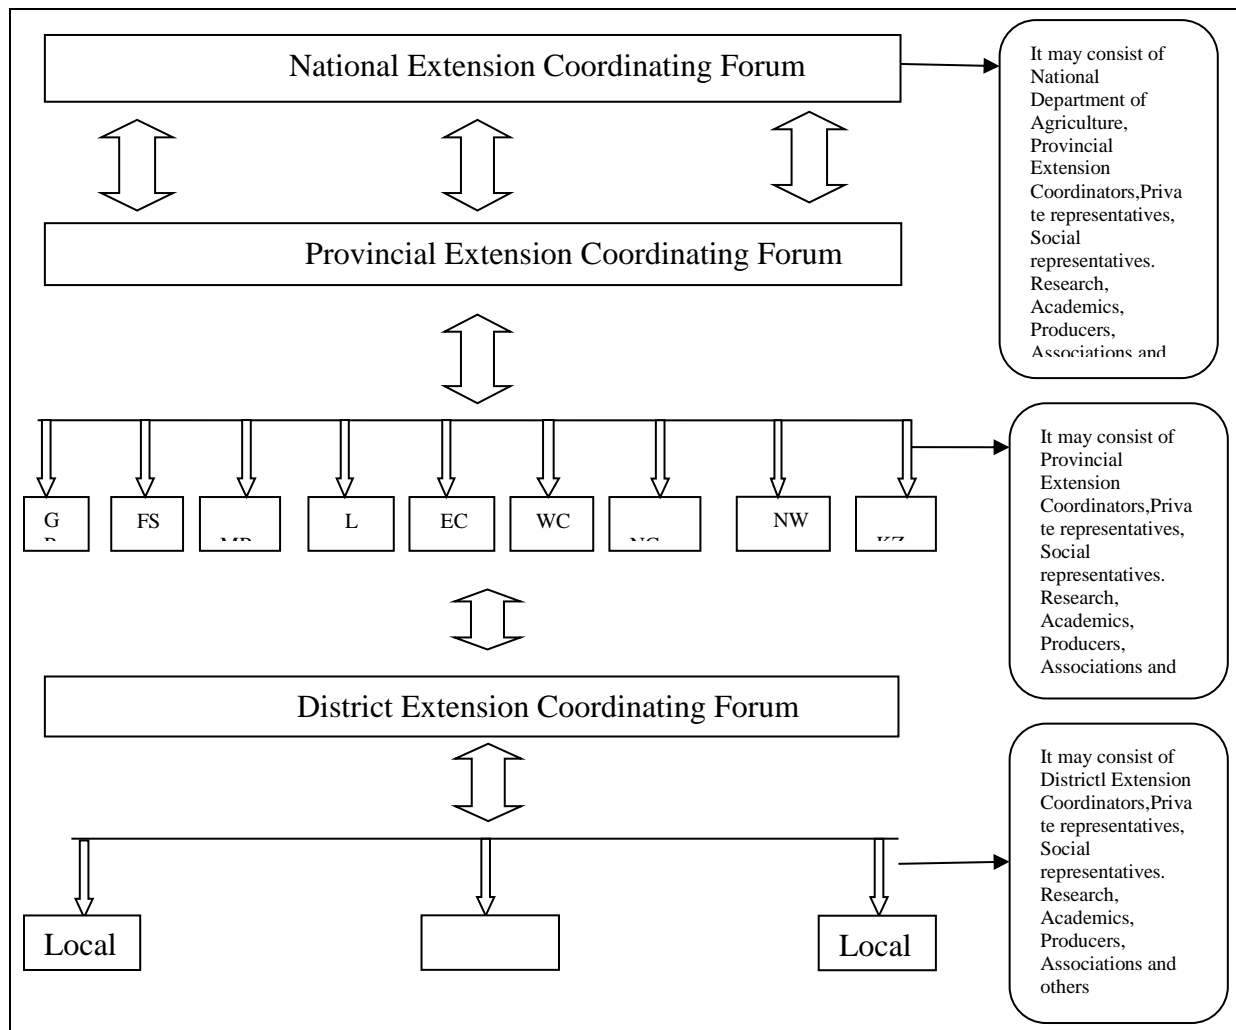 National Extension Coordinating Forum
It may consist of
National
Department of
Agriculture,
Provincial
Extension
Coordinators,Priva
te representatives,
Social
representatives.
Research,
Academics,
Producers,
Associations and
Provincial Extension Coordinating Forum
G
FS
L
EC
WC
NW
It may consist of
Provincial
Extension
Coordinators,Priva
te representatives,
Social
representatives.
Research,
Academics,
Producers,
Associations and
District Extension Coordinating Forum
It may consist of
Districtl Extension
Coordinators,Priva
te representatives,
Social
representatives.
Research,
Academics,
Producers,
Associations and
others
Local
Local